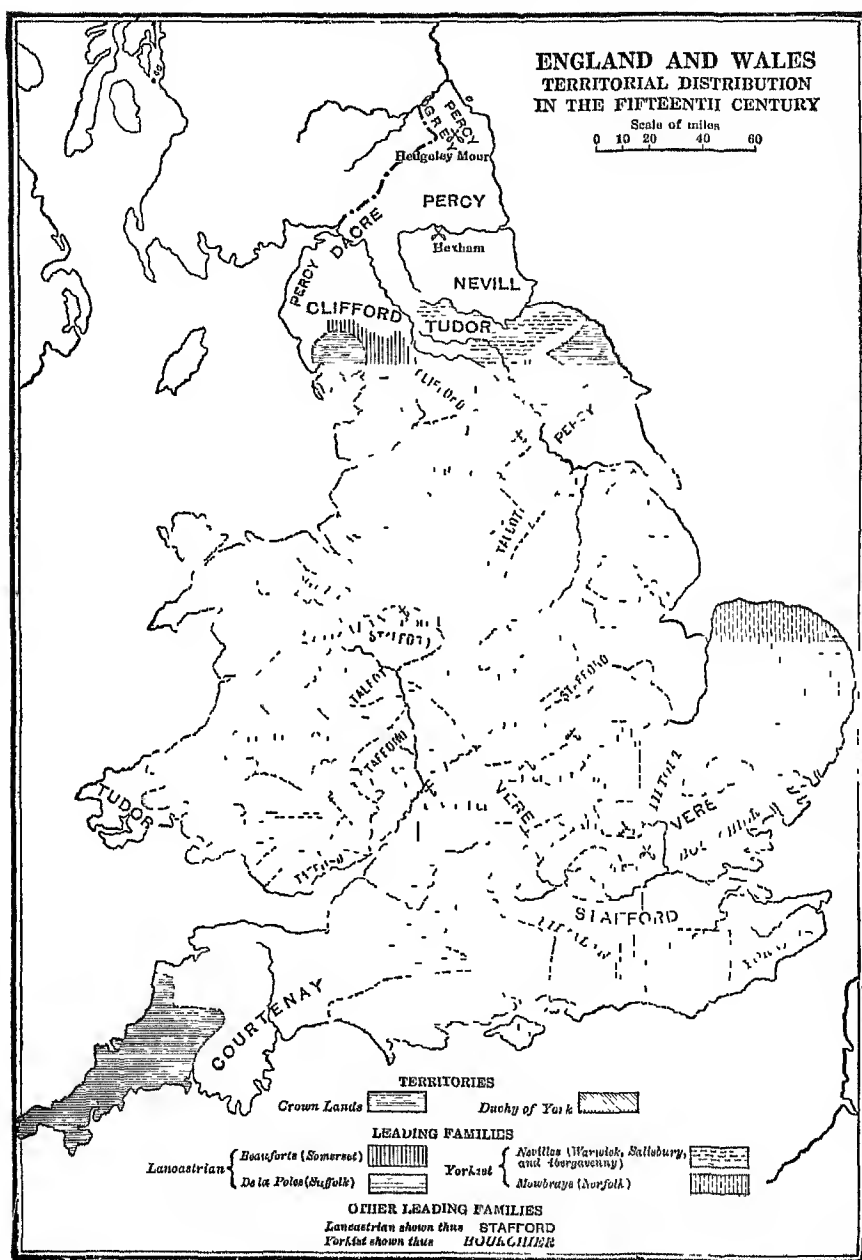 ENGLAND AND WALES
TERRITORIAL DISTRIBUTION
IN THE FIFTEENTH CENTURY
Scale of miles
0 10 20 40 60
PERCY
GREY
Hedgeley Moor
PERCY
DACRE
Hexham
PERCY
NEVILL
CLIFFORD
TUDOR
CLIFFORD
PERCY
TALBOT
STAFFORD
TALBOT
STAFFORD
TUDOR
VERE
VERE
STAFFORD
COURTENAY
TERRITORIES
Crown Lands
Duchy of York
LEADING FAMILIES
Lancastrian
Beauforts (Somerset)
De la Poles (Suffolk)
Yorkist
Nevilles (Warwick, Salisbury,
and Abergavenny)
Mowbrays (Norfolk)
OTHER LEADING FAMILIES
Lancastrian shown thus STAFFORD
Yorkist shown thus BOURCHIER